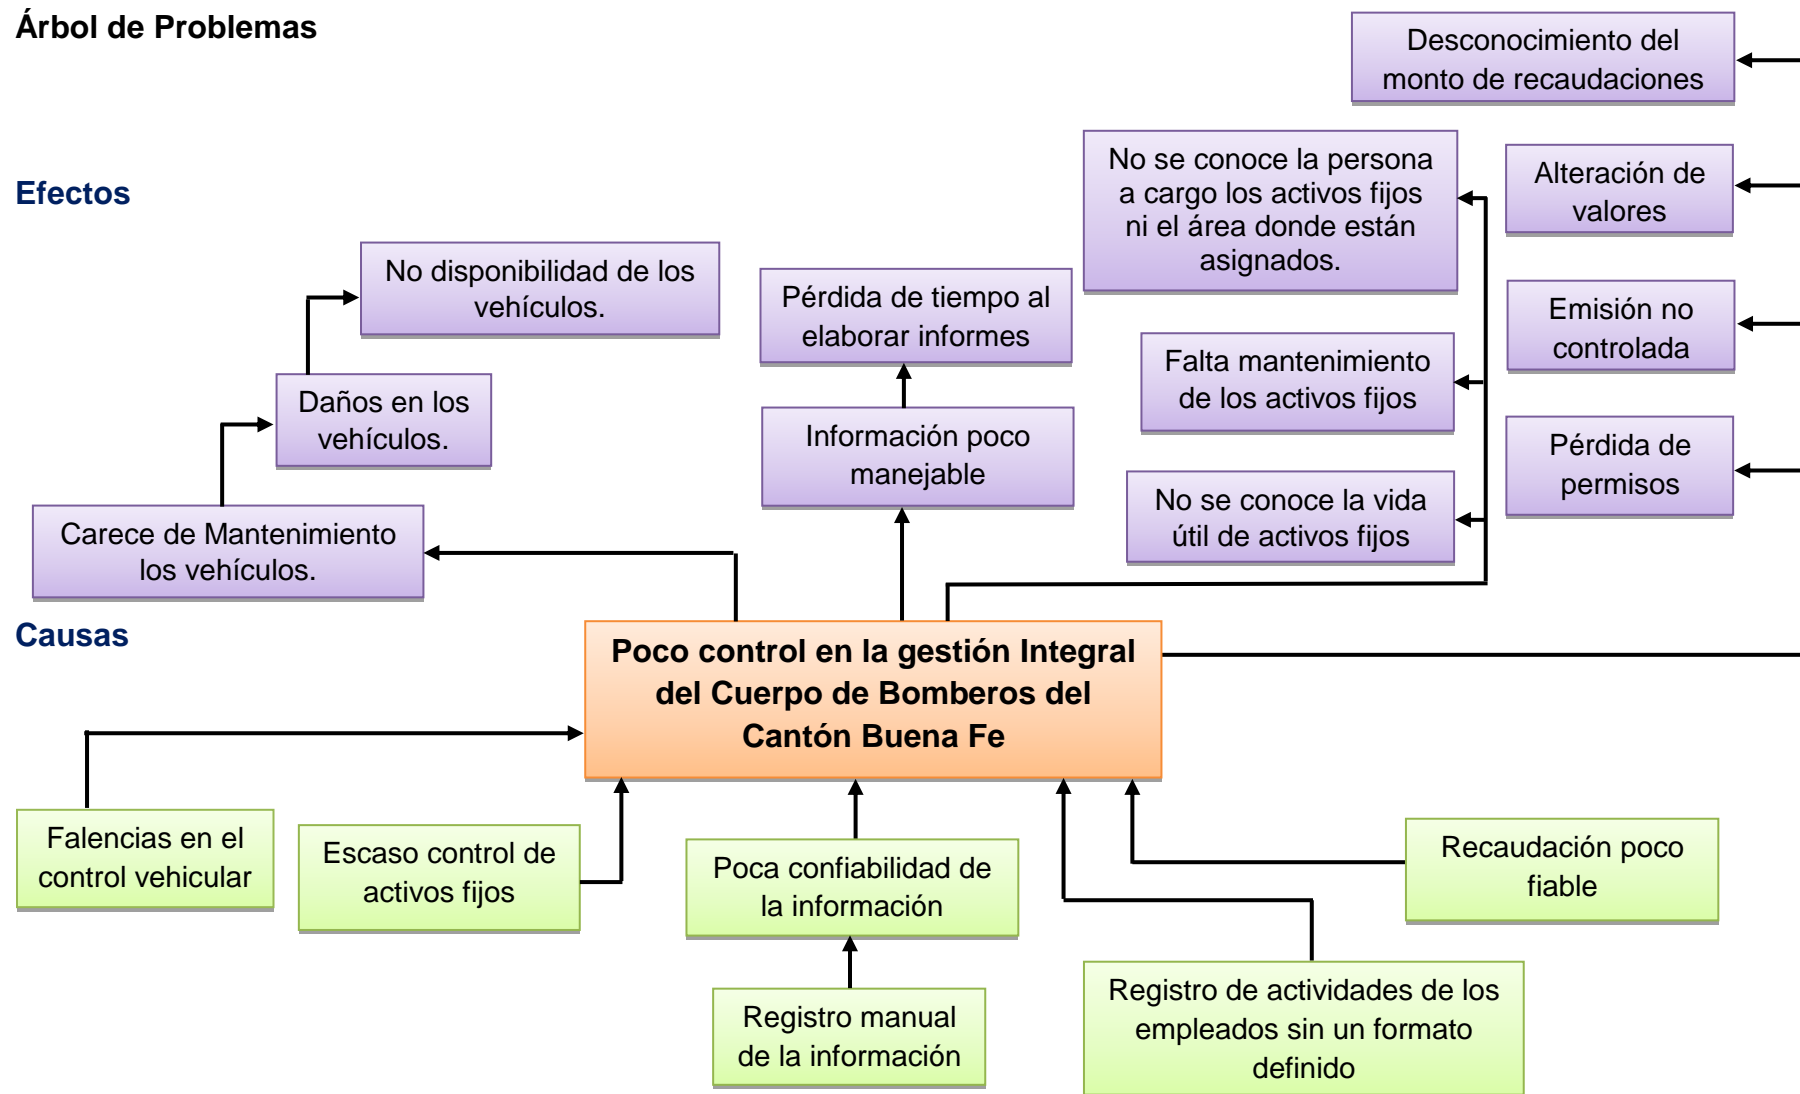 Árbol de Problemas
Desconocimiento del
monto de recaudaciones
Efectos
No se conoce la persona
a cargo los activos fijos
ni el área donde están
asignados.
Alteración de
valores
No disponibilidad de los
vehículos.
Pérdida de tiempo al
elaborar informes
Emisión no
controlada
Falta mantenimiento
de los activos fijos
Daños en los
vehículos.
Información poco
manejable
Pérdida de
permisos
No se conoce la vida
útil de activos fijos
Carece de Mantenimiento
los vehículos.
Causas
Poco control en la gestión Integral
del Cuerpo de Bomberos del
Cantón Buena Fe
Falencias en el
control vehicular
Escaso control de
activos fijos
Poca confiabilidad de
la información
Recaudación poco
fiable
Registro manual
de la información
Registro de actividades de los
empleados sin un formato
definido